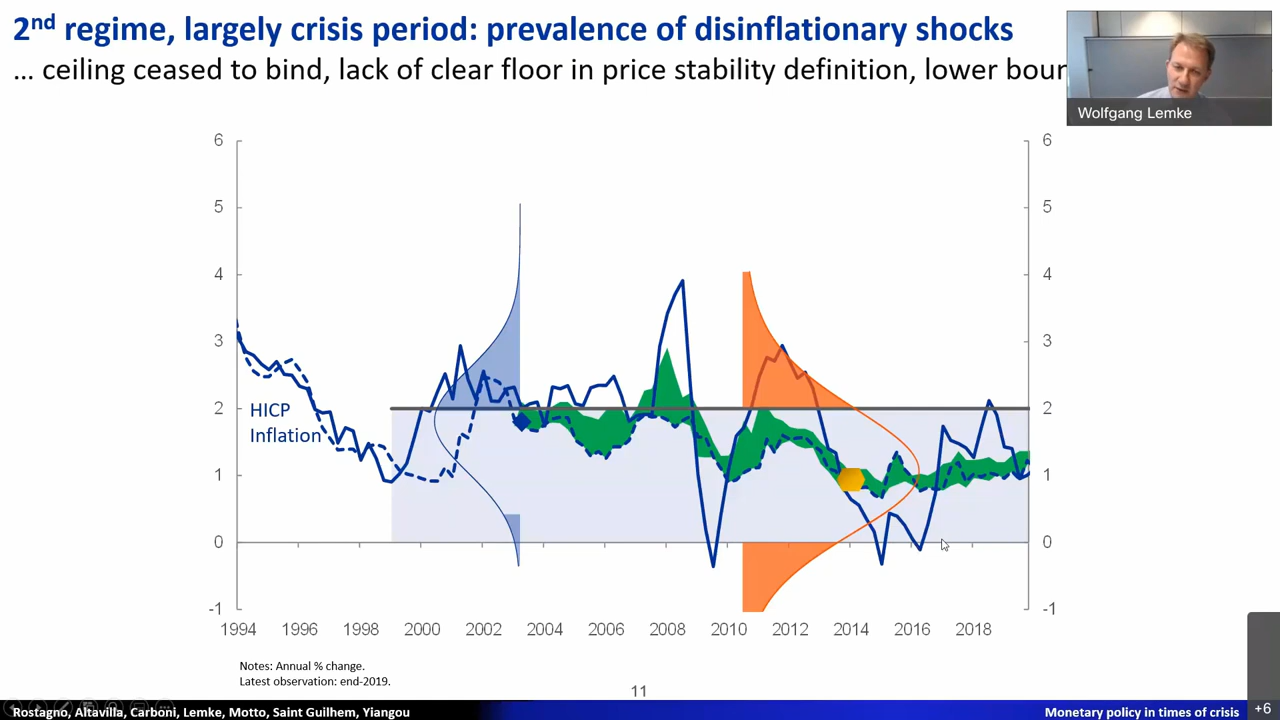 2nd regime, largely crisis period: prevalence of disinflationary shocks
… ceiling ceased to bind, lack of clear floor in price stability definition, lower
Wolfgang Lemke
6 6
5 5
4 4
3 3
2 2
HICP
Inflation
1 1
0 0
-1 -1
1994 1996 1998 2000 2002 2004 2006 2008 2010 2012 2014 2016 2018
Notes: Annual % change.
Latest observation: end-2019.
11
Rostagno, Altavilla, Carboni, Lemke, Motto, Saint Guilhem, Yiangou
Monetary policy in times of crisis
+6